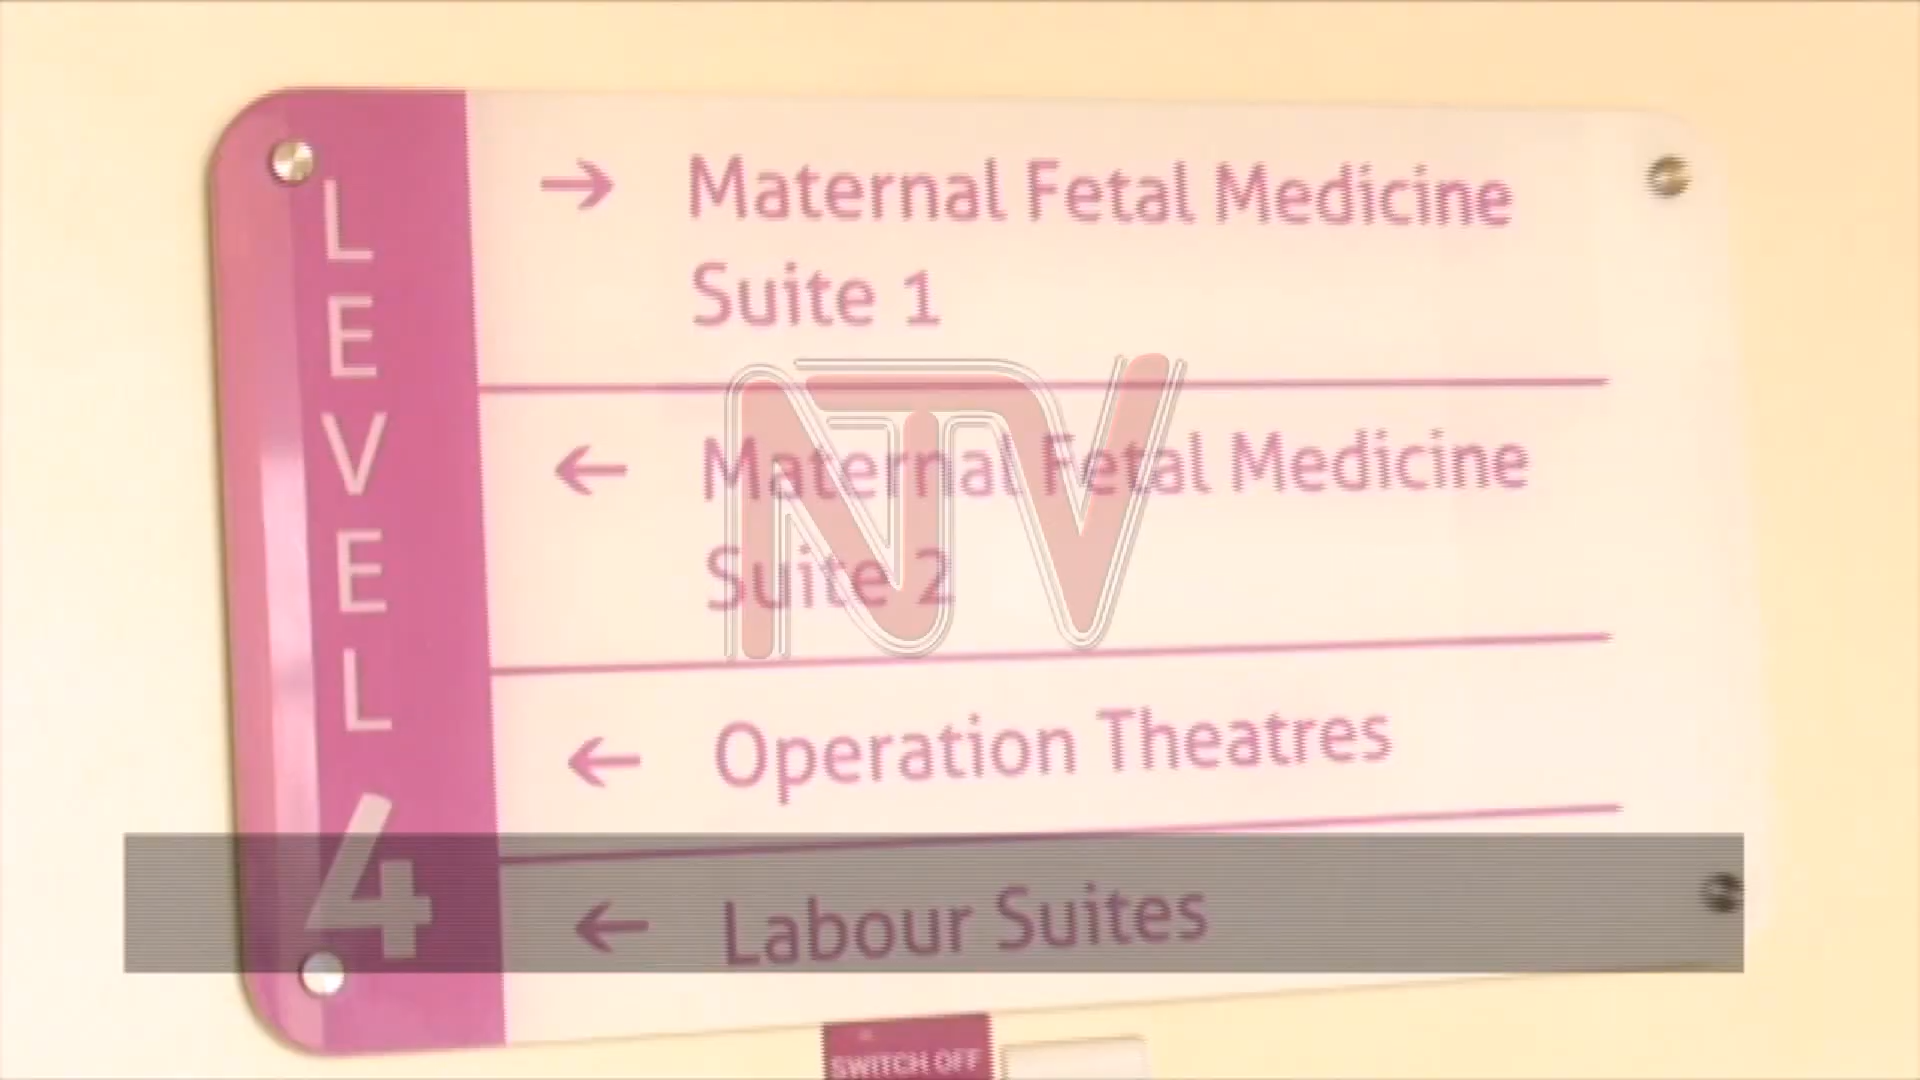 LEVEL 4
→ Maternal Fetal Medicine
Suite 1
← Maternal Fetal Medicine
Suite 2
← Operation Theatres
← Labour Suites
NTV
SWITCH OFF